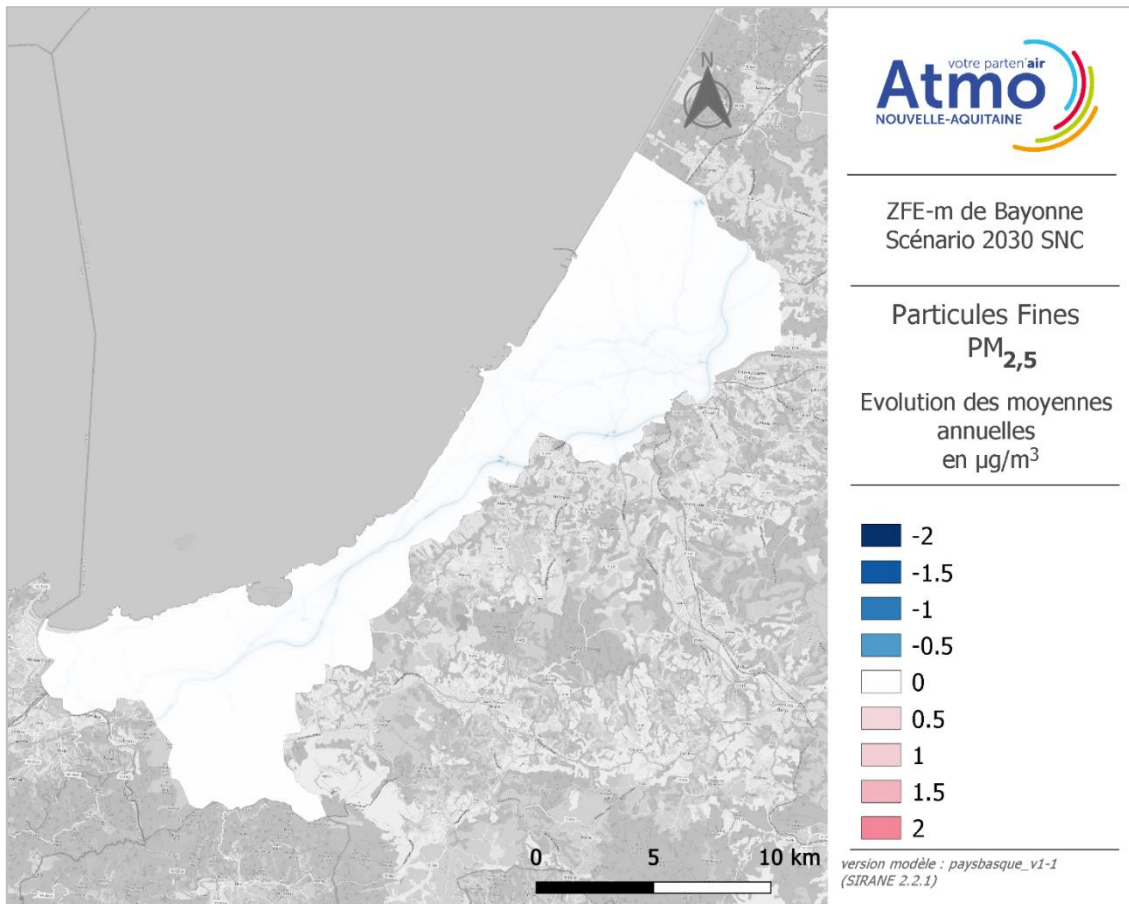 N
votre parten'air
Atmo
NOUVELLE-AQUITAINE
ZFE-m de Bayonne
Scénario 2030 SNC
Particules Fines
PM2,5
Evolution des moyennes
annuelles
en µg/m³
-2
-1.5
-1
-0.5
0
0.5
1
1.5
2
0 5 10 km
version modèle : paysbasque_v1-1
(SIRANE 2.2.1)